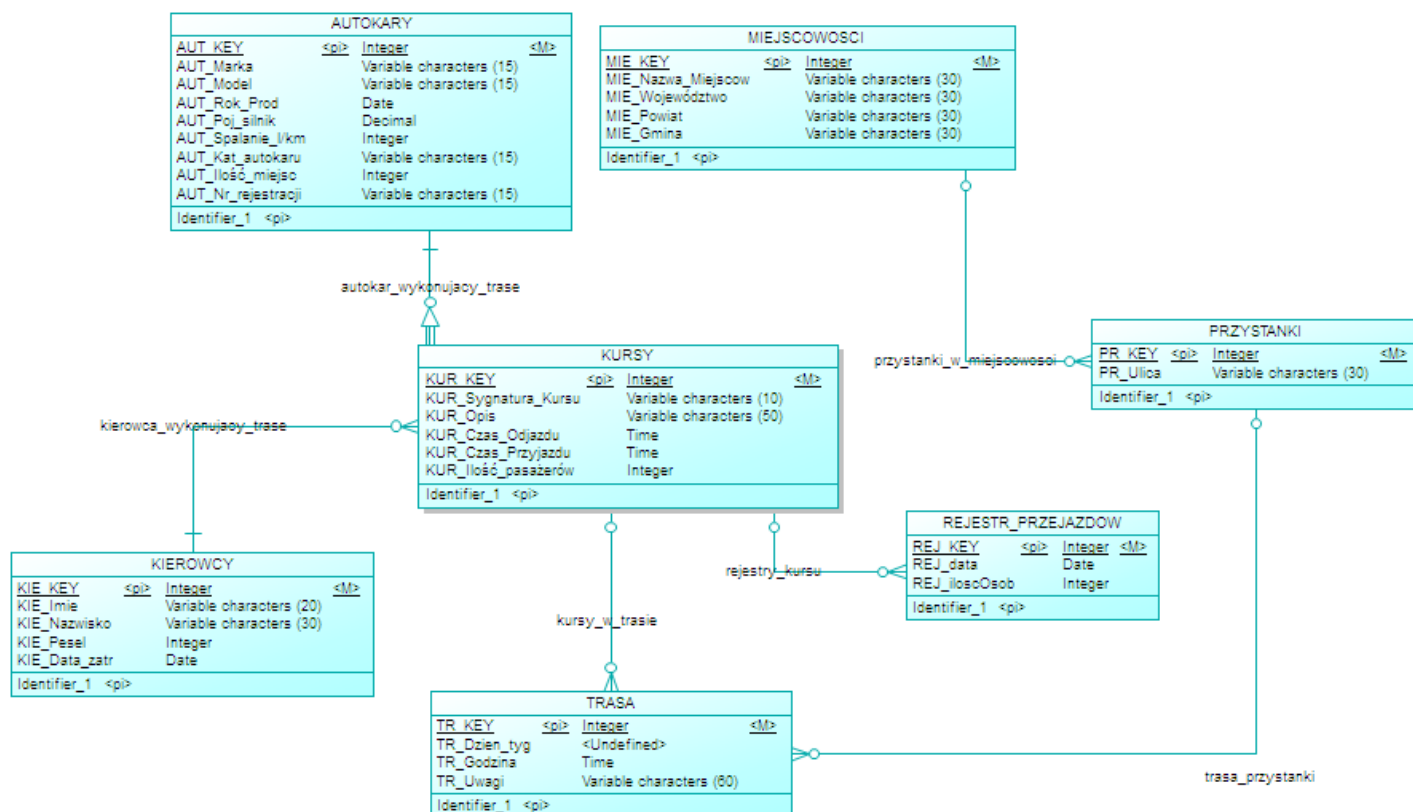 AUTOKARY
AUT_KEY <pi> Integer <M>
AUT_Marka Variable characters (15)
AUT_Model Variable characters (15)
AUT_Rok_Prod Date
AUT_Poj_silnik Decimal
AUT_Spalanie_l/km Integer
AUT_Kat_autokaru Variable characters (15)
AUT_Ilość_miejsc Integer
AUT_Nr_rejestracji Variable characters (15)
Identifier_1 <pi>
MIEJSCOWOSCI
MIE_KEY <pi> Integer <M>
MIE_Nazwa_Miejscow Variable characters (30)
MIE_Województwo Variable characters (30)
MIE_Powiat Variable characters (30)
MIE_Gmina Variable characters (30)
Identifier_1 <pi>
autokar_wykonujacy_trase
przystanki_w_miejscowosci
PRZYSTANKI
PR_KEY <pi> Integer <M>
PR_Ulica Variable characters (30)
Identifier_1 <pi>
KURSY
KUR_KEY <pi> Integer <M>
KUR_Sygnatura_Kursu Variable characters (10)
KUR_Opis Variable characters (50)
KUR_Czas_Odjazdu Time
KUR_Czas_Przyjazdu Time
KUR_Ilość_pasażerów Integer
Identifier_1 <pi>
kierowca_wykonujacy_trase
KIEROWCY
KIE_KEY <pi> Integer <M>
KIE_Imie Variable characters (20)
KIE_Nazwisko Variable characters (30)
KIE_Pesel Integer
KIE_Data_zatr Date
Identifier_1 <pi>
rejestry_kursu
REJESTR_PRZEJAZDOW
REJ_KEY <pi> Integer <M>
REJ_data Date
REJ_iloscOsob Integer
Identifier_1 <pi>
kursy_w_trasie
TRASA
TR_KEY <pi> Integer <M>
TR_Dzien_tyg <Undefined>
TR_Godzina Time
TR_Uwagi Variable characters (60)
Identifier_1 <pi>
trasa_przystanki